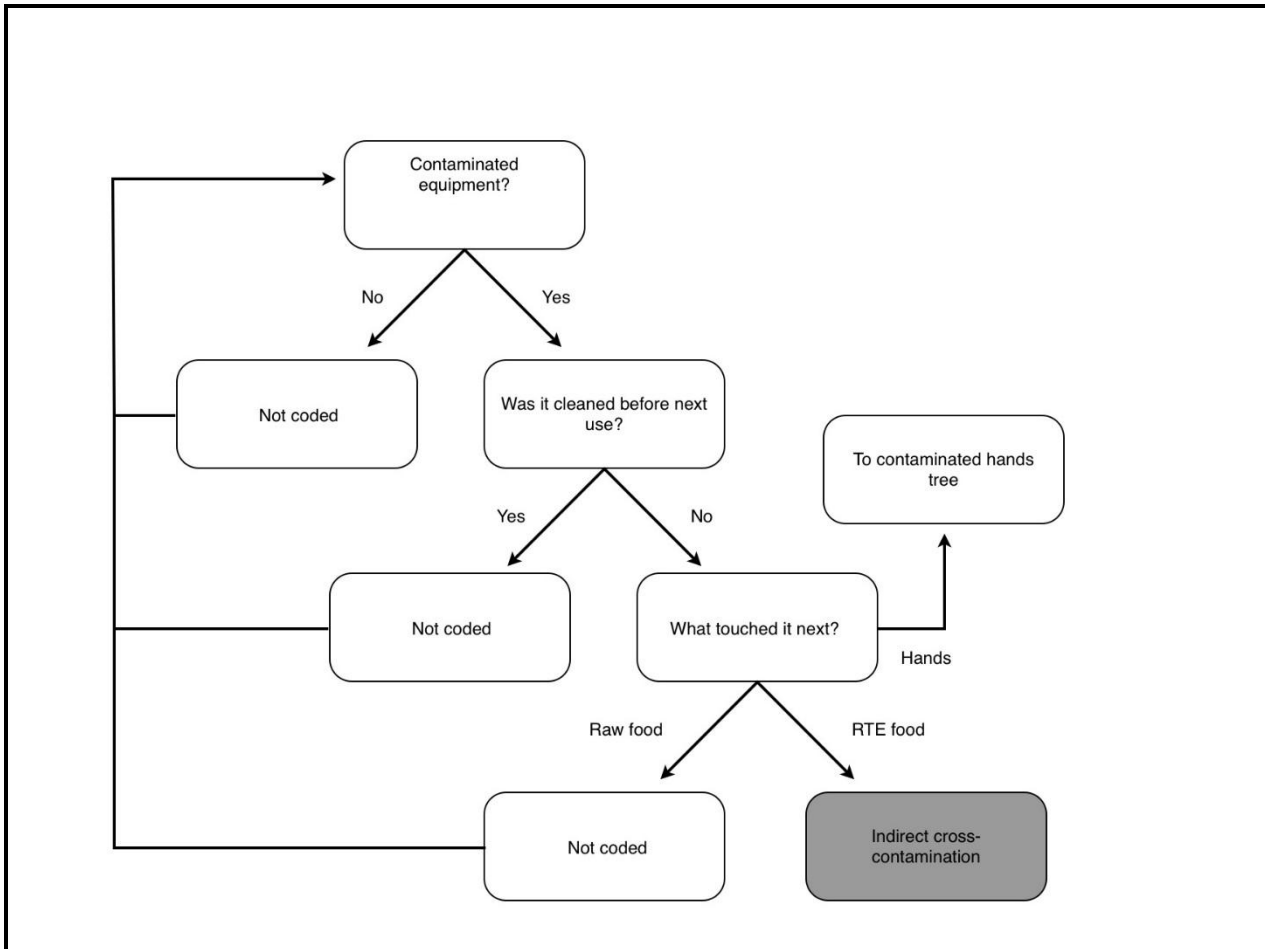 Contaminated
equipment?
No
Yes
Not coded
Was it cleaned before next
use?
To contaminated hands
tree
Yes
No
Not coded
What touched it next?
Hands
Raw food
RTE food
Not coded
Indirect cross-
contamination